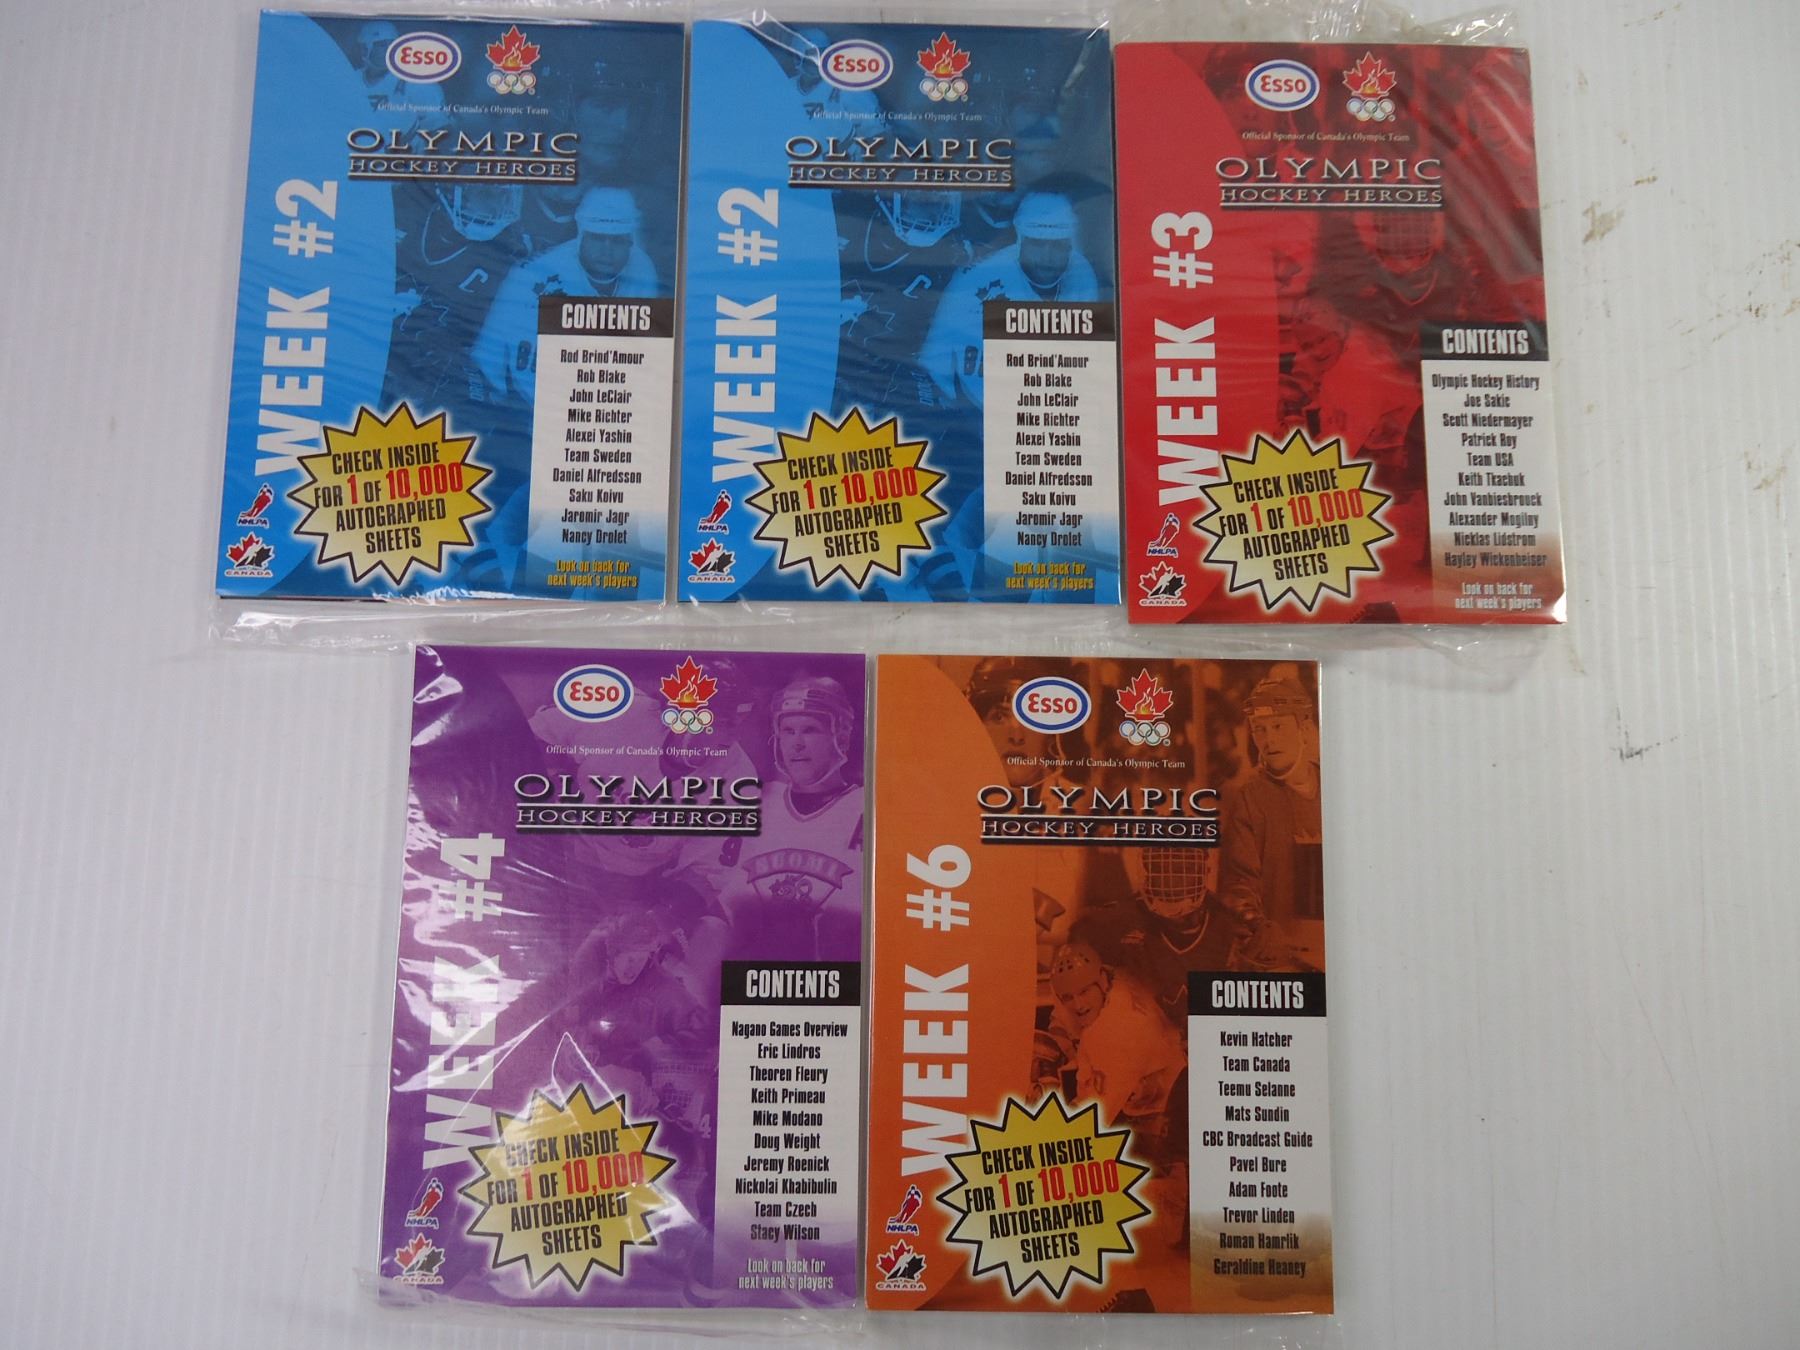 Esso
Official Sponsor of Canada's Olympic Team
OLYMPIC
HOCKEY HEROES
WEEK #2
CONTENTS
Rod Brind'Amour
Rob Blake
John LeClair
Mike Richter
Alexei Yashin
Team Sweden
Daniel Alfredsson
Saku Koivu
Jaromir Jagr
Nancy Drolet
Look on back for
next week's players
CHECK INSIDE
FOR 1 OF 10,000
AUTOGRAPHED
SHEETS
NHLPA
CANADA
Esso
Official Sponsor of Canada's Olympic Team
OLYMPIC
HOCKEY HEROES
WEEK #2
CONTENTS
Rod Brind'Amour
Rob Blake
John LeClair
Mike Richter
Alexei Yashin
Team Sweden
Daniel Alfredsson
Saku Koivu
Jaromir Jagr
Nancy Drolet
Look on back for
next week's players
CHECK INSIDE
FOR 1 OF 10,000
AUTOGRAPHED
SHEETS
NHLPA
CANADA
Esso
Official Sponsor of Canada's Olympic Team
OLYMPIC
HOCKEY HEROES
WEEK #3
CONTENTS
Olympic Hockey History
Joe Sakic
Scott Niedermayer
Patrick Roy
Team USA
Keith Tkachuk
John Vanbiesbrouck
Alexander Mogilny
Nicklas Lidstrom
Hayley Wickenheiser
Look on back for
next week's players
CHECK INSIDE
FOR 1 OF 10,000
AUTOGRAPHED
SHEETS
NHLPA
CANADA
Esso
Official Sponsor of Canada's Olympic Team
OLYMPIC
HOCKEY HEROES
SUOMI
WEEK #4
CONTENTS
Nagano Games Overview
Eric Lindros
Theoren Fleury
Keith Primeau
Mike Modano
Doug Weight
Jeremy Roenick
Nickolai Khabibulin
Team Czech
Stacy Wilson
Look on back for
next week's players
CHECK INSIDE
FOR 1 OF 10,000
AUTOGRAPHED
SHEETS
NHLPA
CANADA
Esso
Official Sponsor of Canada's Olympic Team
OLYMPIC
HOCKEY HEROES
WEEK #6
CONTENTS
Kevin Hatcher
Team Canada
Teemu Selanne
Mats Sundin
CBC Broadcast Guide
Pavel Bure
Adam Foote
Trevor Linden
Roman Hamrlik
Geraldine Heaney
CHECK INSIDE
FOR 1 OF 10,000
AUTOGRAPHED
SHEETS
NHLPA
CANADA